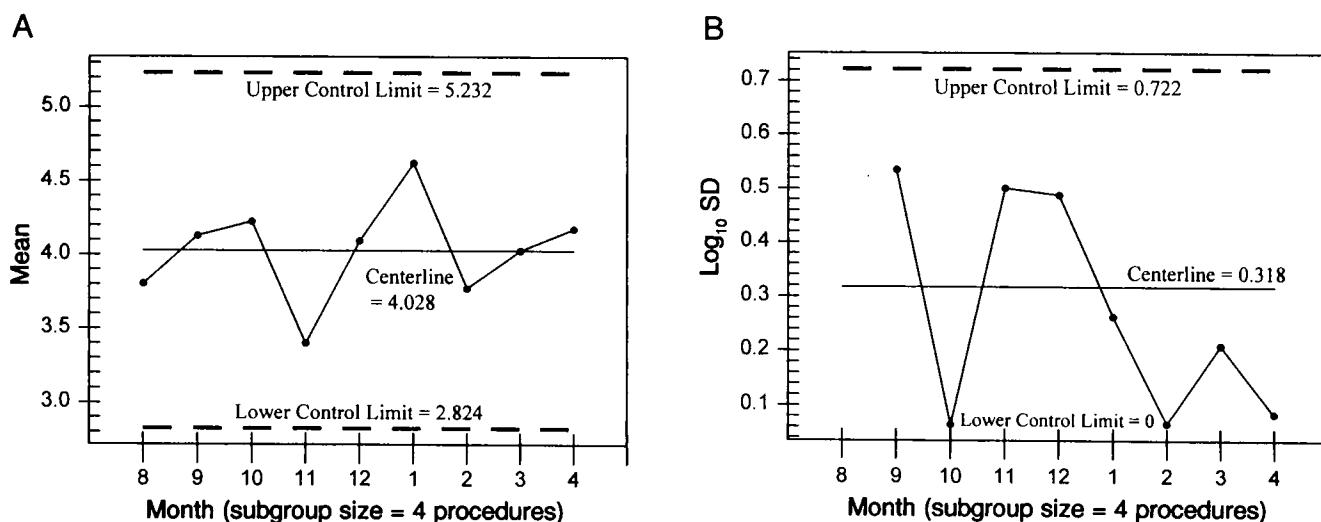 A
Mean
5.0
4.5
4.0
3.5
3.0
Upper Control Limit = 5.232
Centerline
= 4.028
Lower Control Limit = 2.824
8 9 10 11 12 1 2 3 4
Month (subgroup size = 4 procedures)
B
Log₁₀ SD
0.7
0.6
0.5
0.4
0.3
0.2
0.1
Upper Control Limit = 0.722
Centerline = 0.318
Lower Control Limit = 0
8 9 10 11 12 1 2 3 4
Month (subgroup size = 4 procedures)